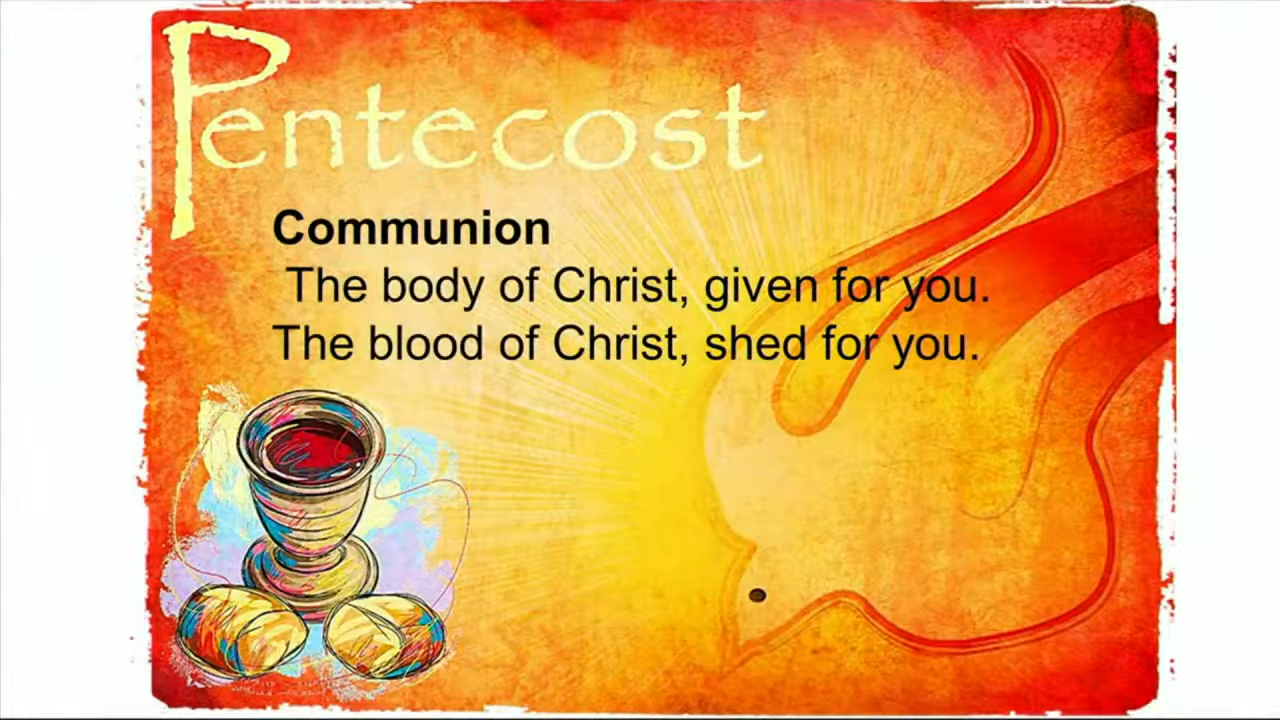 Pentecost
Communion
The body of Christ, given for you.
The blood of Christ, shed for you.